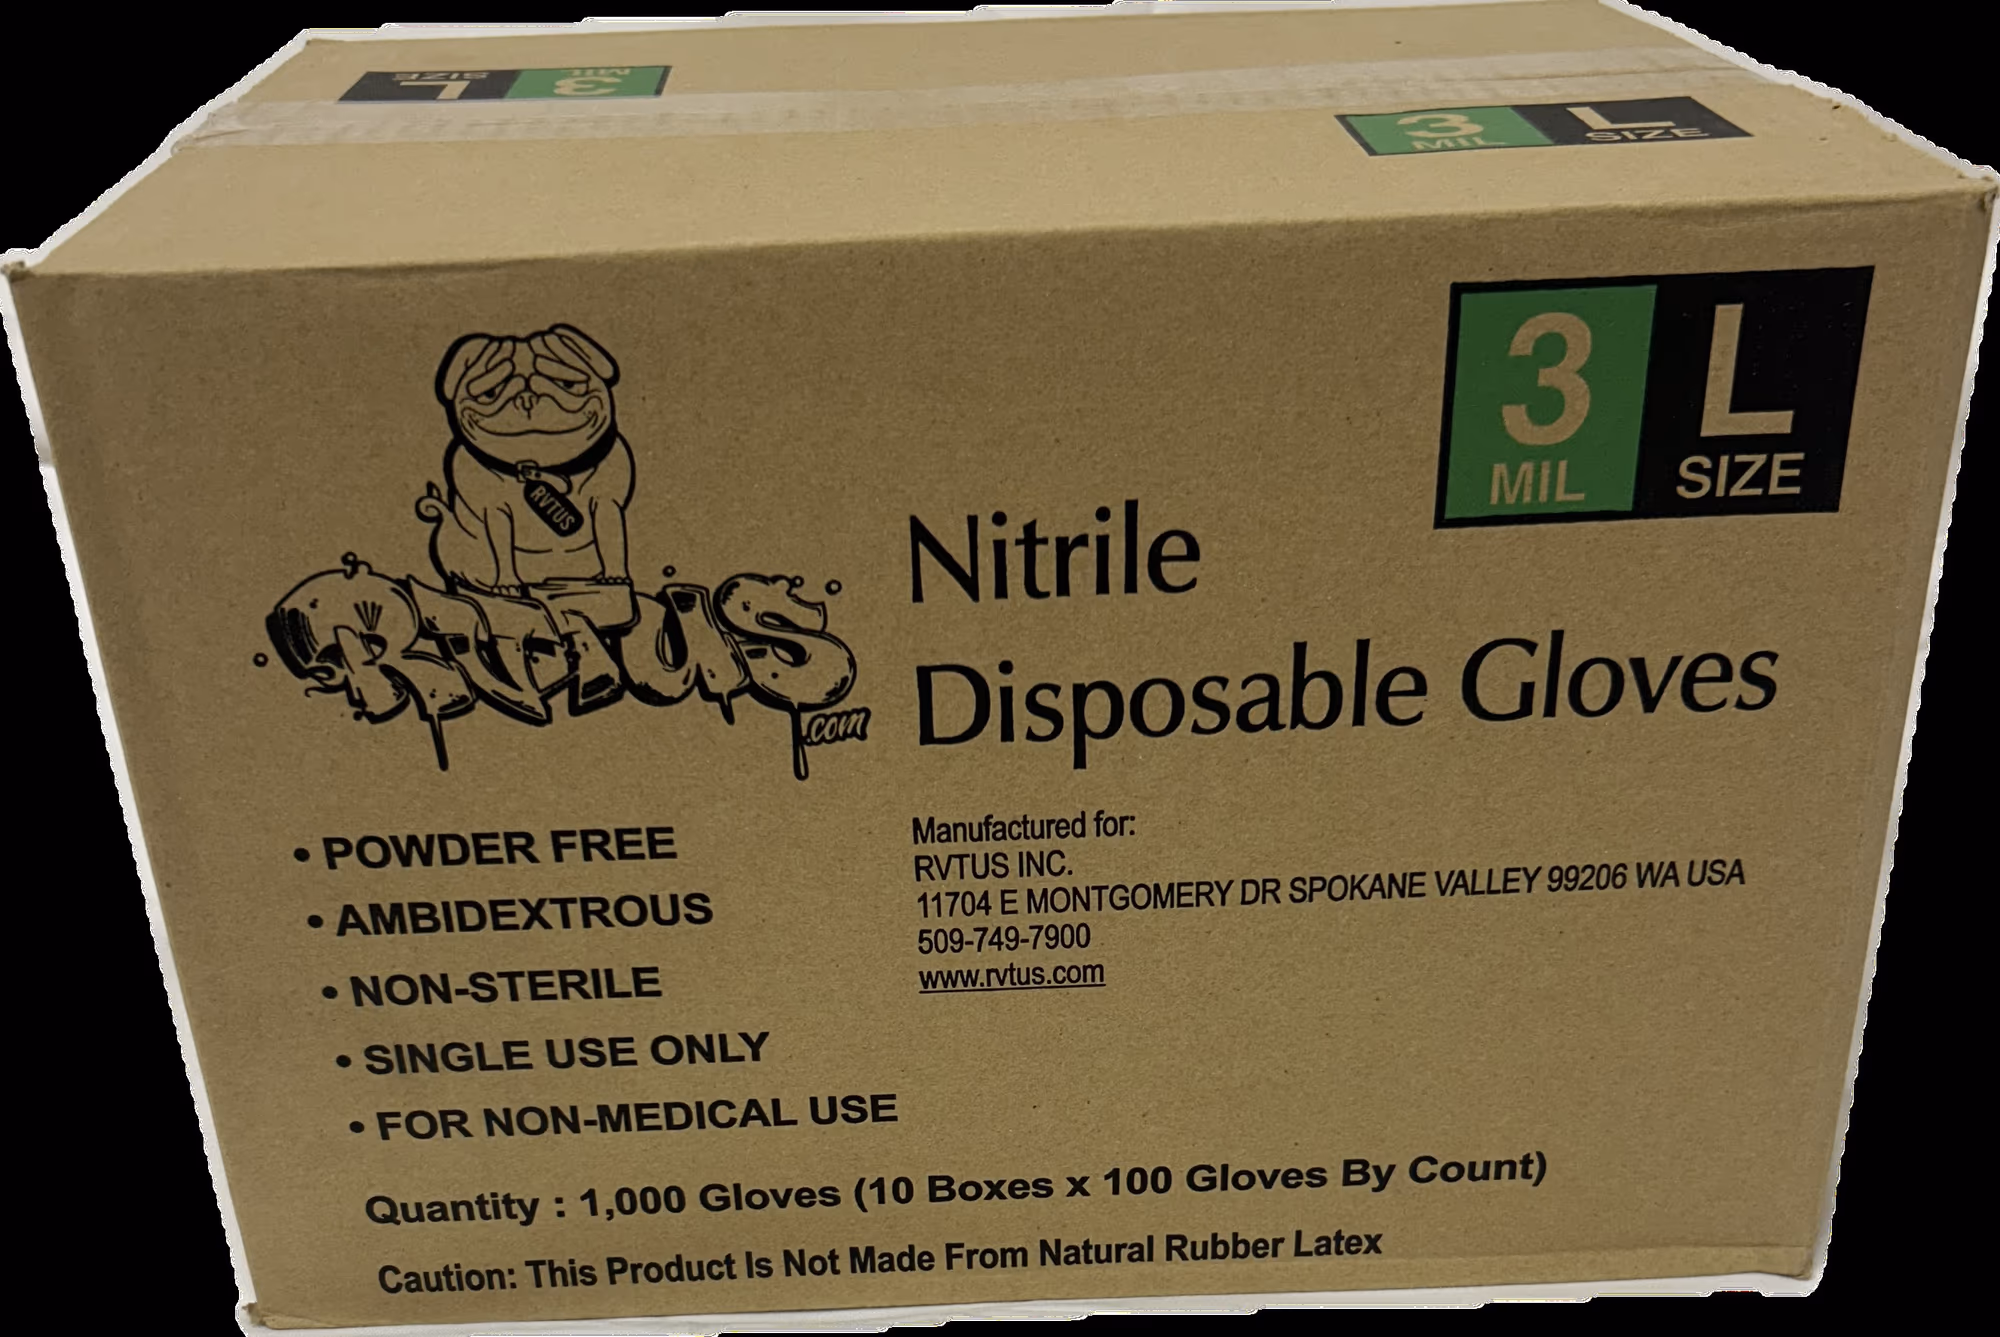 SIZE
L
3
MIL
3
MIL
L
SIZE
3
MIL
L
SIZE
RVTUS
RVTUS
.com
Nitrile
Disposable Gloves
• POWDER FREE
• AMBIDEXTROUS
• NON-STERILE
• SINGLE USE ONLY
• FOR NON-MEDICAL USE
Manufactured for:
RVTUS INC.
11704 E MONTGOMERY DR SPOKANE VALLEY 99206 WA USA
509-749-7900
www.rvtus.com
Quantity : 1,000 Gloves (10 Boxes x 100 Gloves By Count)
Caution: This Product Is Not Made From Natural Rubber Latex